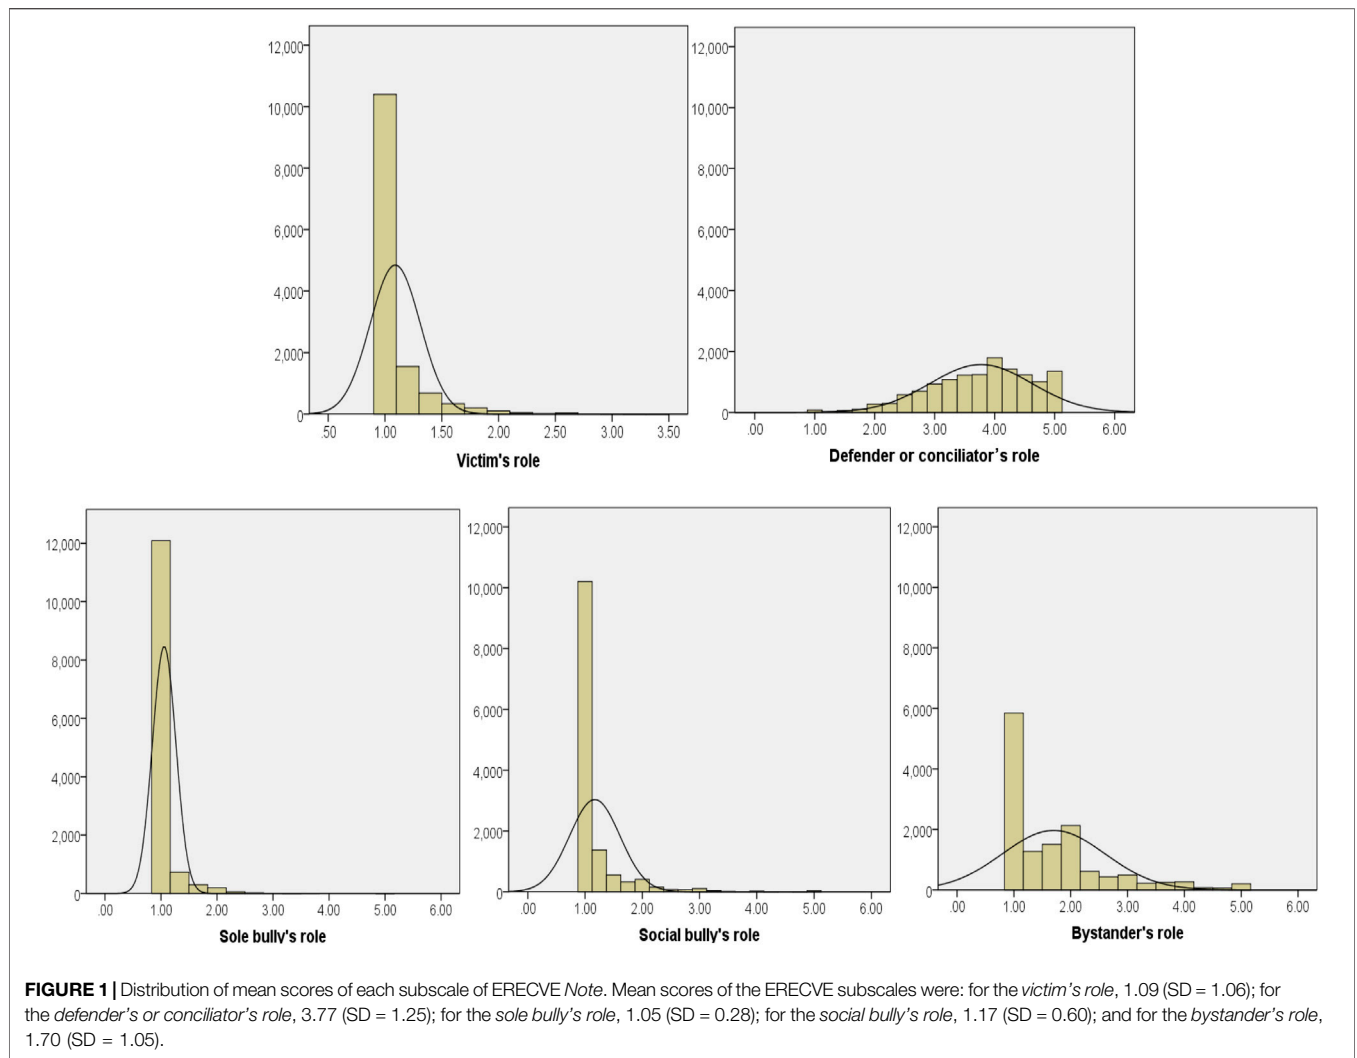 12,000
10,000
8,000
6,000
4,000
2,000
0
.50 1.00 1.50 2.00 2.50 3.00 3.50
Victim's role
12,000
10,000
8,000
6,000
4,000
2,000
0
.00 1.00 2.00 3.00 4.00 5.00 6.00
Defender or conciliator’s role
12,000
10,000
8,000
6,000
4,000
2,000
0
.00 1.00 2.00 3.00 4.00 5.00 6.00
Sole bully's role
12,000
10,000
8,000
6,000
4,000
2,000
0
.00 1.00 2.00 3.00 4.00 5.00 6.00
Social bully's role
12,000
10,000
8,000
6,000
4,000
2,000
0
.00 1.00 2.00 3.00 4.00 5.00 6.00
Bystander's role
FIGURE 1 | Distribution of mean scores of each subscale of ERECVE Note. Mean scores of the ERECVE subscales were: for the victim’s role, 1.09 (SD = 1.06); for
the defender’s or conciliator’s role, 3.77 (SD = 1.25); for the sole bully’s role, 1.05 (SD = 0.28); for the social bully’s role, 1.17 (SD = 0.60); and for the bystander’s role,
1.70 (SD = 1.05).